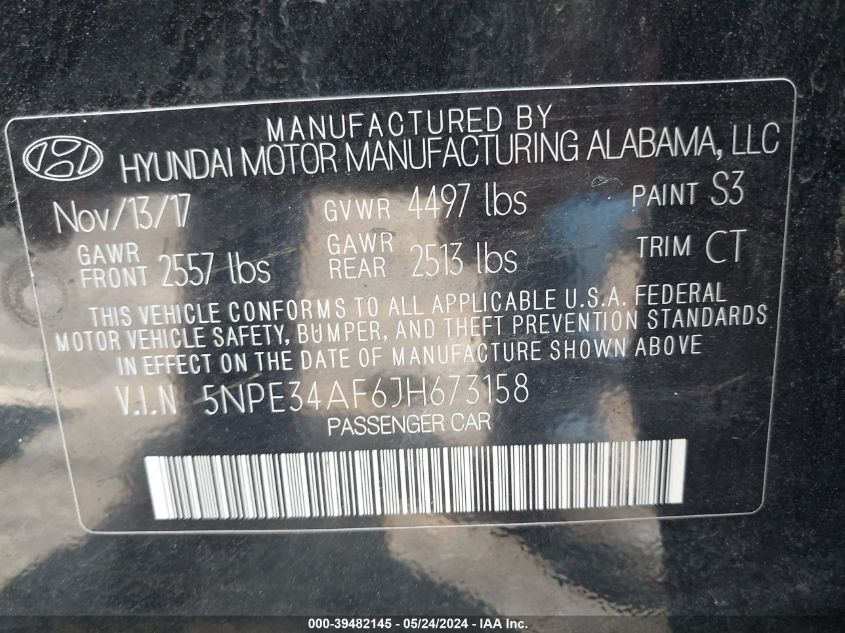 MANUFACTURED BY
HYUNDAI MOTOR MANUFACTURING ALABAMA, LLC
Nov/13/17 GVWR 4497 lbs PAINT S3
GAWR FRONT 2557 lbs GAWR REAR 2513 lbs TRIM CT
THIS VEHICLE CONFORMS TO ALL APPLICABLE U.S.A. FEDERAL
MOTOR VEHICLE SAFETY, BUMPER, AND THEFT PREVENTION STANDARDS
IN EFFECT ON THE DATE OF MANUFACTURE SHOWN ABOVE
V.I.N 5NPE34AF6JH673158
PASSENGER CAR
000-39482145 - 05/24/2024 - IAA Inc.